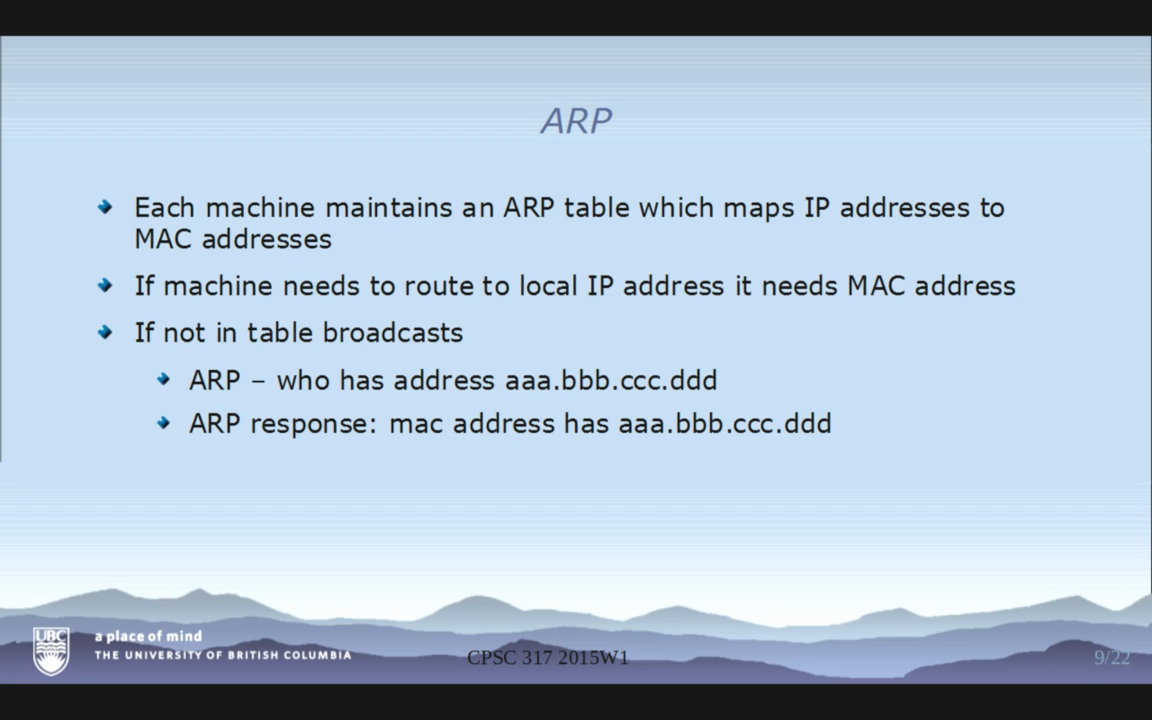 ARP
Each machine maintains an ARP table which maps IP addresses to
MAC addresses
If machine needs to route to local IP address it needs MAC address
If not in table broadcasts
ARP – who has address aaa.bbb.ccc.ddd
ARP response: mac address has aaa.bbb.ccc.ddd
UBC
a place of mind
THE UNIVERSITY OF BRITISH COLUMBIA
CPSC 317 2015W1
9/22